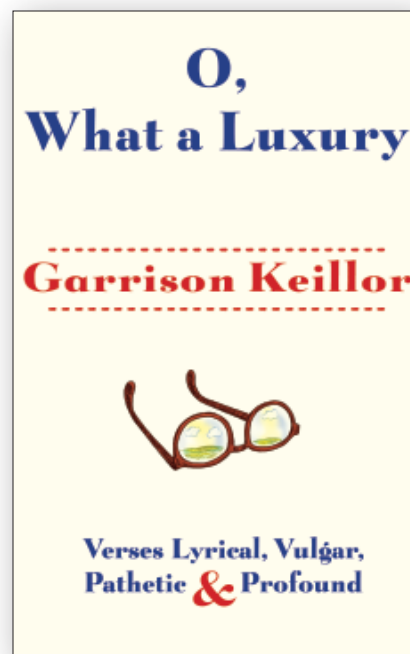 O,
What a Luxury
Garrison Keillor
Verses Lyrical, Vulgar,
Pathetic & Profound